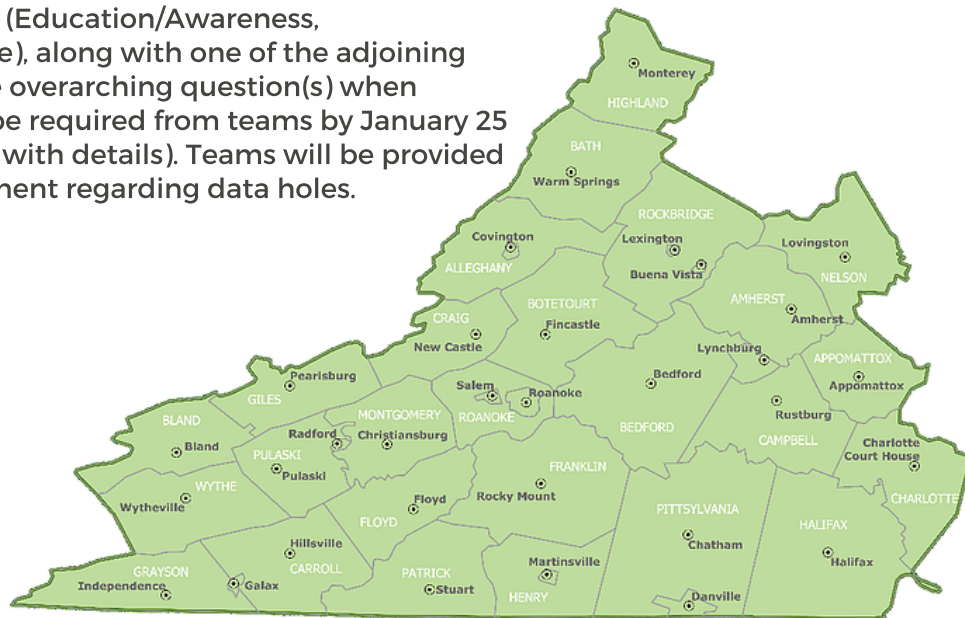 (Education/Awareness,
e), along with one of the adjoining
e overarching question(s) when
be required from teams by January 25
with details). Teams will be provided
nent regarding data holes.
Monterey
HIGHLAND
BATH
Warm Springs
ROCKBRIDGE
Covington
Lexington
Lovingston
Buena Vista
ALLEGHANY
NELSON
BOTETOURT
AMHERST
CRAIG
Fincastle
Amherst
New Castle
Lynchburg
APPOMATTOX
Pearisburg
Bedford
Salem
Roanoke
Appomattox
GILES
MONTGOMERY
ROANOKE
Rustburg
BLAND
Radford
Christiansburg
BEDFORD
CAMPBELL
Charlotte
Court House
Bland
PULASKI
Pulaski
FRANKLIN
WYTHE
Rocky Mount
CHARLOTTE
Wytheville
Floyd
PITTSYLVANIA
FLOYD
HALIFAX
Hillsville
Chatham
Halifax
GRAYSON
CARROLL
PATRICK
Martinsville
Independence
Galax
Stuart
HENRY
Danville